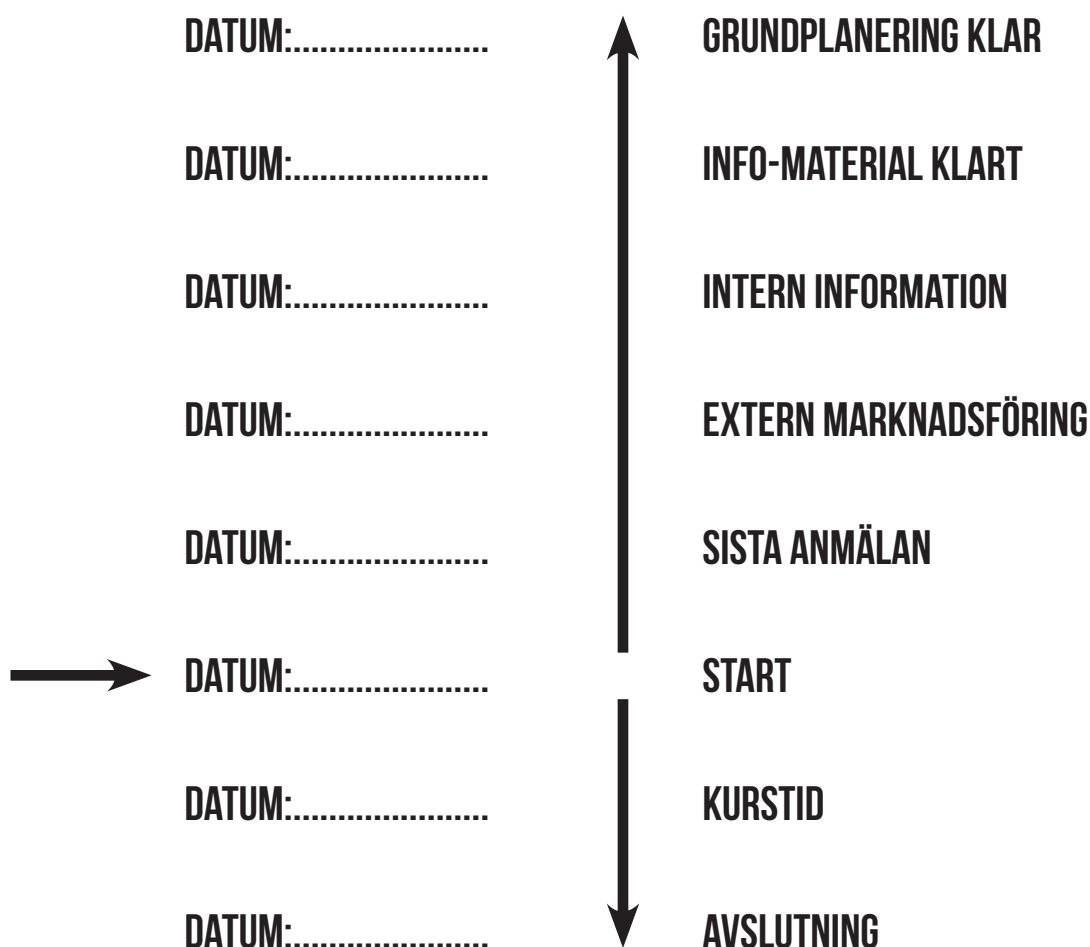 DATUM:...................... GRUNDPLANERING KLAR
DATUM:...................... INFO-MATERIAL KLART
DATUM:...................... INTERN INFORMATION
DATUM:...................... EXTERN MARKNADSFÖRING
DATUM:...................... SISTA ANMÄLAN
DATUM:...................... START
DATUM:...................... KURSTID
DATUM:...................... AVSLUTNING